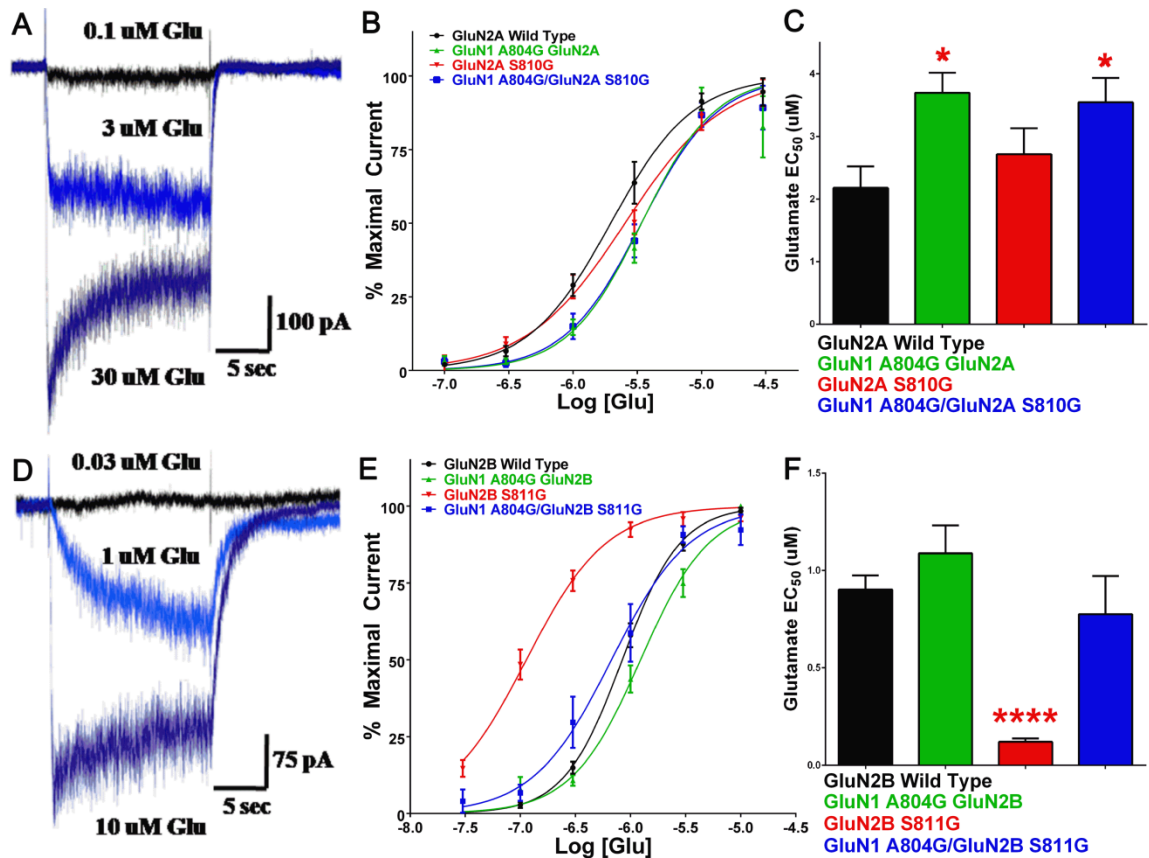 A
0.1 uM Glu
3 uM Glu
30 uM Glu
100 pA
5 sec
B
GluN2A Wild Type
GluN1 A804G GluN2A
GluN2A S810G
GluN1 A804G/GluN2A S810G
% Maximal Current
100
75
50
25
0
-7.0 -6.5 -6.0 -5.5 -5.0 -4.5
Log [Glu]
C
Glutamate EC50 (uM)
4
3
2
1
0
*
*
GluN2A Wild Type
GluN1 A804G GluN2A
GluN2A S810G
GluN1 A804G/GluN2A S810G
D
0.03 uM Glu
1 uM Glu
10 uM Glu
75 pA
5 sec
E
GluN2B Wild Type
GluN1 A804G GluN2B
GluN2B S811G
GluN1 A804G/GluN2B S811G
% Maximal Current
100
75
50
25
0
-8.0 -7.5 -7.0 -6.5 -6.0 -5.5 -5.0 -4.5
Log [Glu]
F
Glutamate EC50 (uM)
1.5
1.0
0.5
0.0
****
GluN2B Wild Type
GluN1 A804G GluN2B
GluN2B S811G
GluN1 A804G/GluN2B S811G